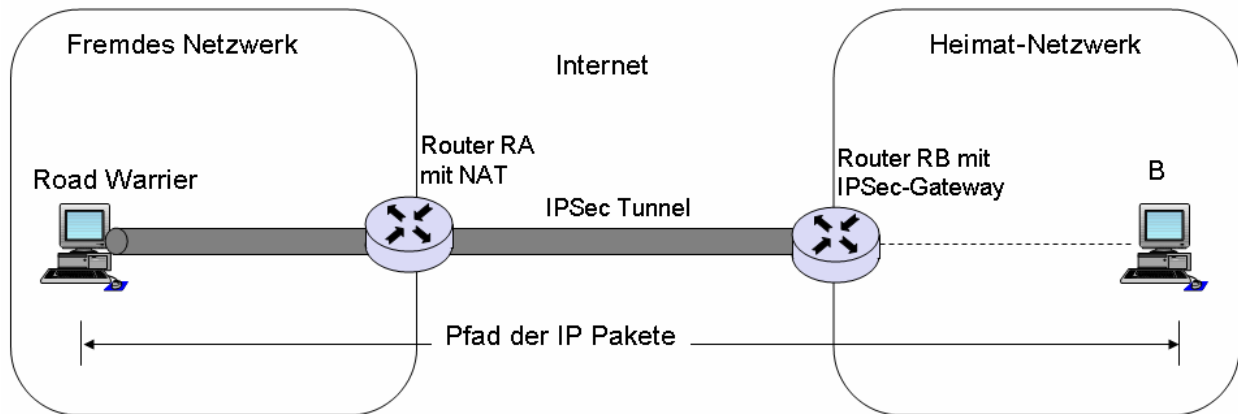 Fremdes Netzwerk
Internet
Heimat-Netzwerk
Router RA
mit NAT
Router RB mit
IPSec-Gateway
B
Road Warrier
IPSec Tunnel
Pfad der IP Pakete